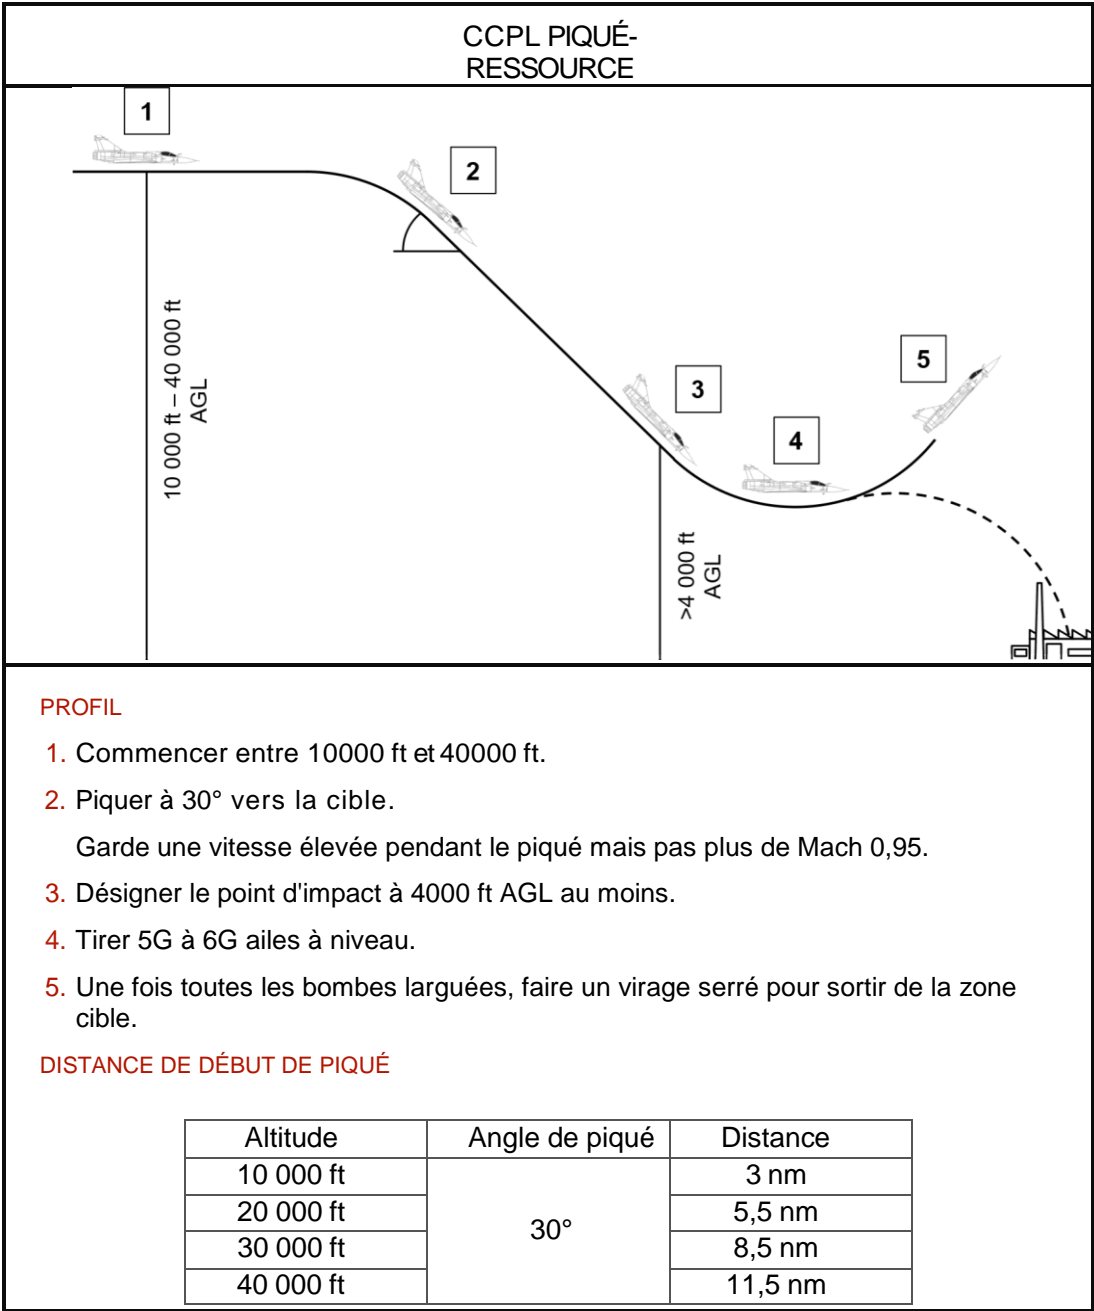 CCPL PIQUÉ-
RESSOURCE
1
2
3
4
5
10 000 ft – 40 000 ft
AGL
>4 000 ft
AGL
PROFIL
1. Commencer entre 10000 ft et 40000 ft.
2. Piquer à 30° vers la cible.
Garde une vitesse élevée pendant le piqué mais pas plus de Mach 0,95.
3. Désigner le point d'impact à 4000 ft AGL au moins.
4. Tirer 5G à 6G ailes à niveau.
5. Une fois toutes les bombes larguées, faire un virage serré pour sortir de la zone
cible.
DISTANCE DE DÉBUT DE PIQUÉ
Altitude Angle de piqué Distance
10 000 ft 3 nm
20 000 ft 5,5 nm
30°
30 000 ft 8,5 nm
40 000 ft 11,5 nm